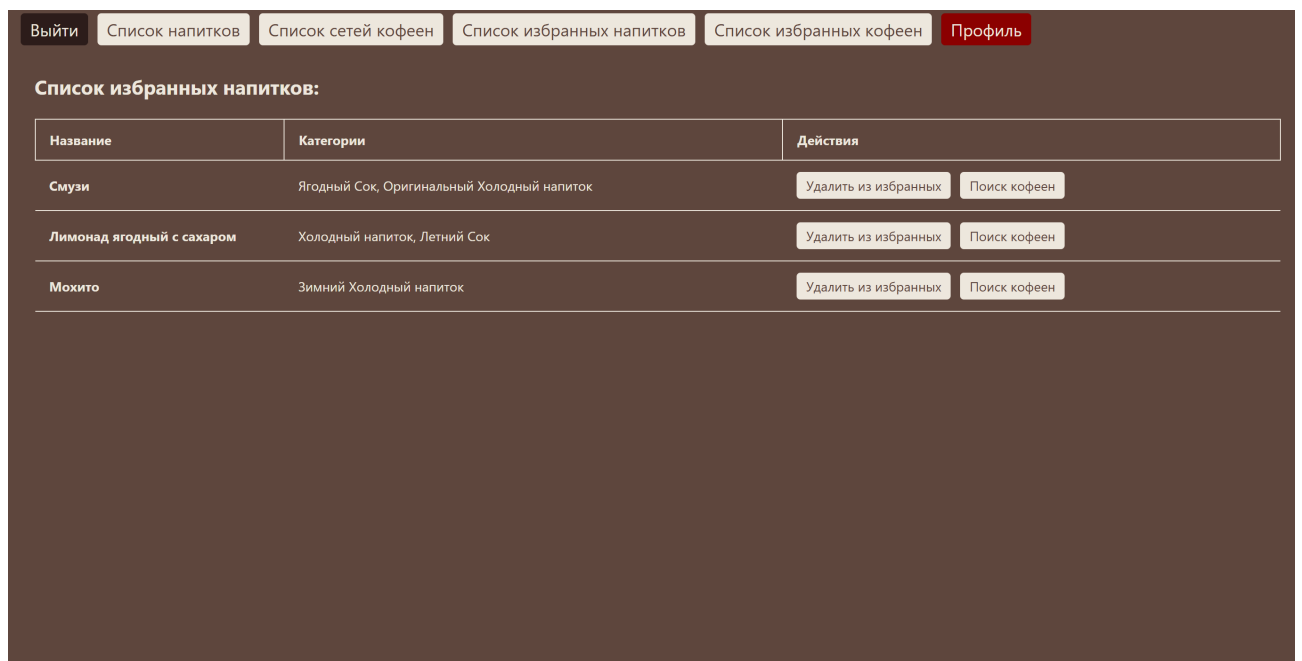 Выйти Список напитков Список сетей кофеен Список избранных напитков Список избранных кофеен Профиль
Список избранных напитков:
Название Категории Действия
Смузи Ягодный Сок, Оригинальный Холодный напиток Удалить из избранных Поиск кофеен
Лимонад ягодный с сахаром Холодный напиток, Летний Сок Удалить из избранных Поиск кофеен
Мохито Зимний Холодный напиток Удалить из избранных Поиск кофеен